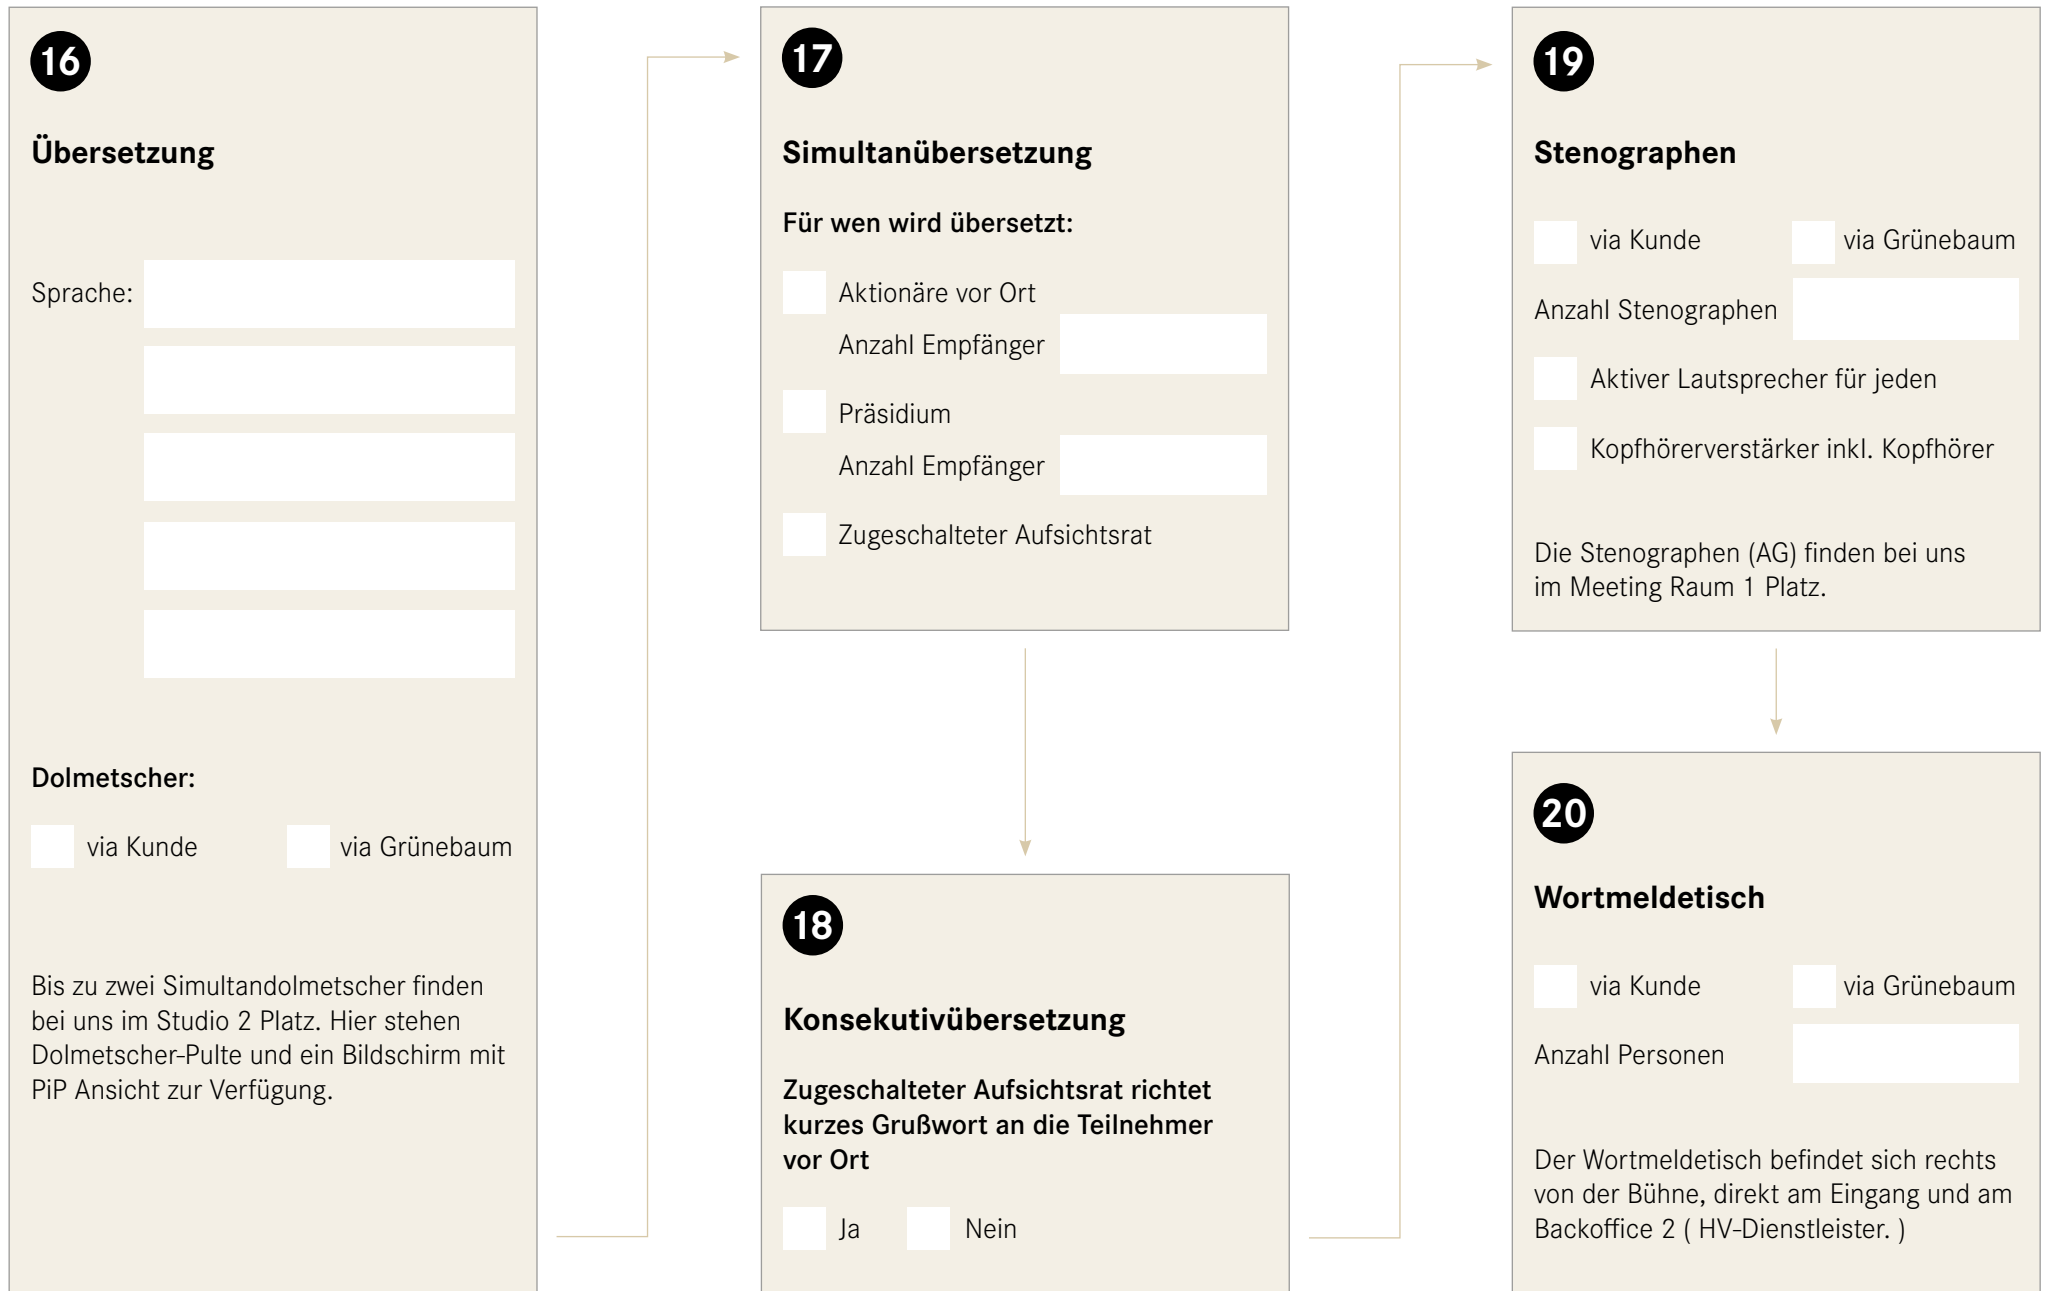 16
Übersetzung
Sprache:
Dolmetscher:
via Kunde
via Grünebaum
Bis zu zwei Simultandolmetscher finden
bei uns im Studio 2 Platz. Hier stehen
Dolmetscher-Pulte und ein Bildschirm mit
PiP Ansicht zur Verfügung.
17
Simultanübersetzung
Für wen wird übersetzt:
Aktionäre vor Ort
Anzahl Empfänger
Präsidium
Anzahl Empfänger
Zugeschalteter Aufsichtsrat
18
Konsekutivübersetzung
Zugeschalteter Aufsichtsrat richtet
kurzes Grußwort an die Teilnehmer
vor Ort
Ja
Nein
19
Stenographen
via Kunde
via Grünebaum
Anzahl Stenographen
Aktiver Lautsprecher für jeden
Kopfhörerverstärker inkl. Kopfhörer
Die Stenographen (AG) finden bei uns
im Meeting Raum 1 Platz.
20
Wortmeldetisch
via Kunde
via Grünebaum
Anzahl Personen
Der Wortmeldetisch befindet sich rechts
von der Bühne, direkt am Eingang und am
Backoffice 2 ( HV-Dienstleister. )